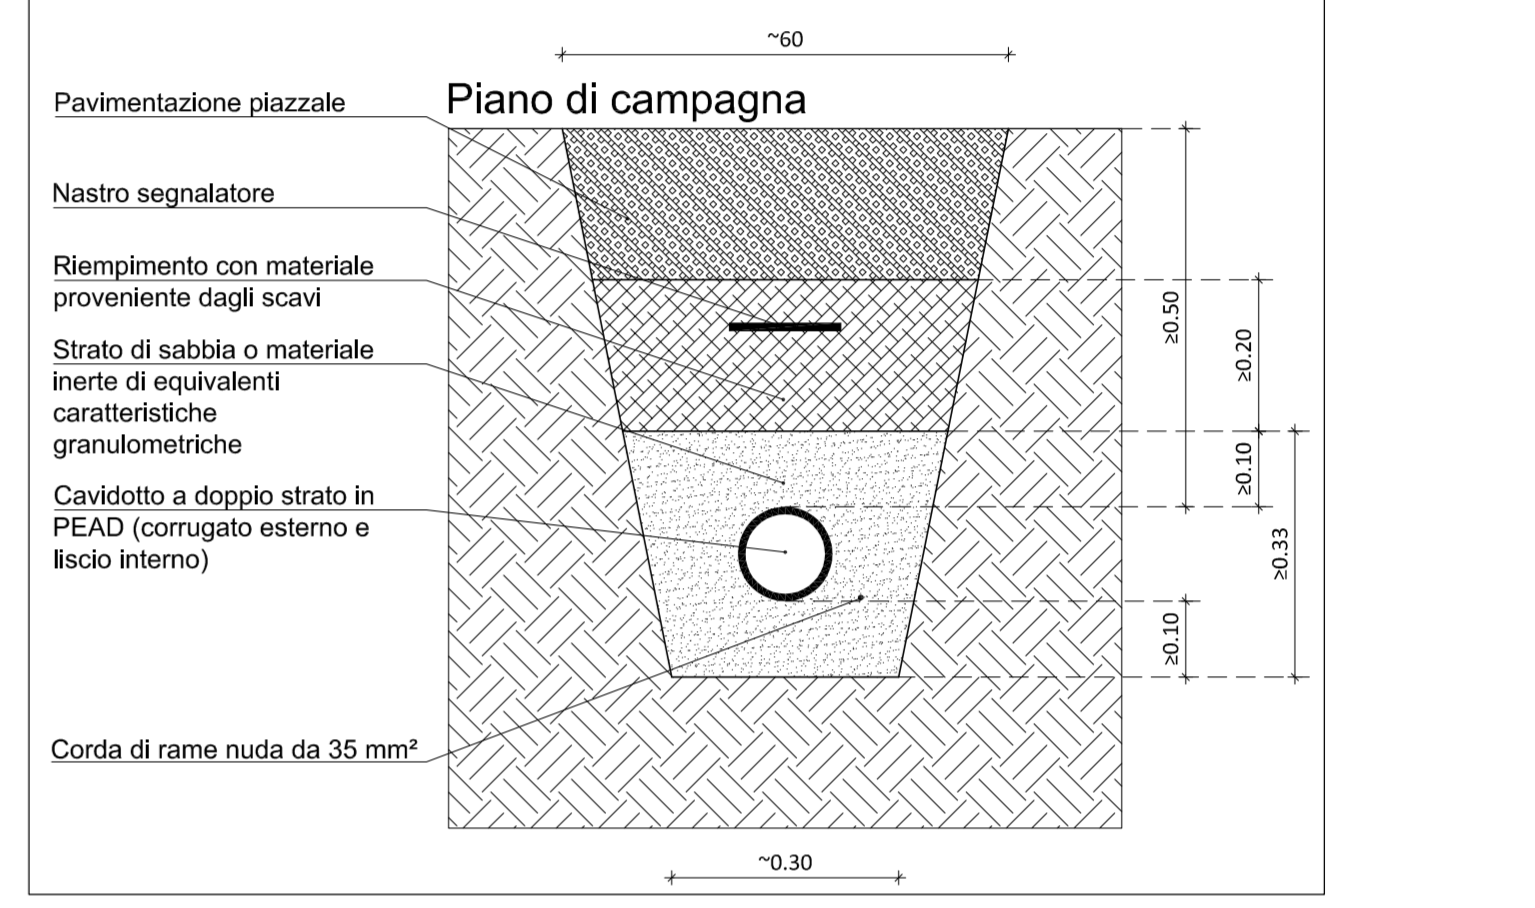 ~60
Piano di campagna
Pavimentazione piazzale
Nastro segnalatore
Riempimento con materiale
proveniente dagli scavi
Strato di sabbia o materiale
inerte di equivalenti
caratteristiche
granulometriche
Cavidotto a doppio strato in
PEAD (corrugato esterno e
liscio interno)
Corda di rame nuda da 35 mm²
≥0.50
≥0.20
≥0.10
≥0.33
≥0.10
~0.30